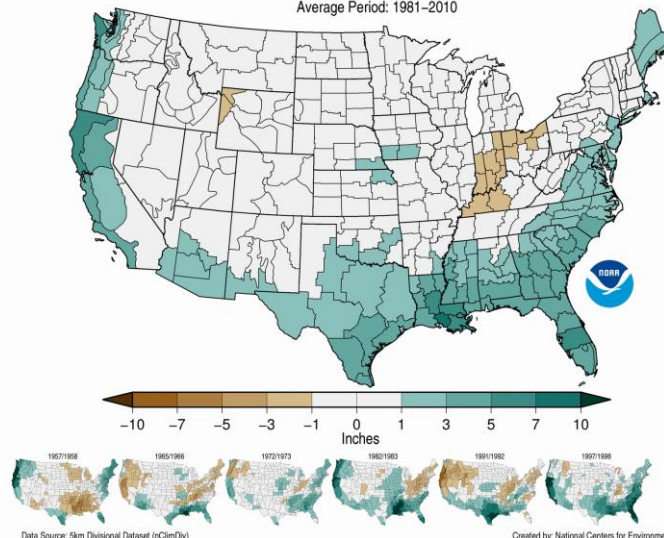 Average Period: 1981–2010
NOAA
−10 −7 −5 −3 −1 0 1 3 5 7 10
Inches
1957/1958 1965/1966 1972/1973 1982/1983 1991/1992 1997/1998
Data Source: 5km Divisional Dataset (nClimDiv) Created by: National Centers for Environme